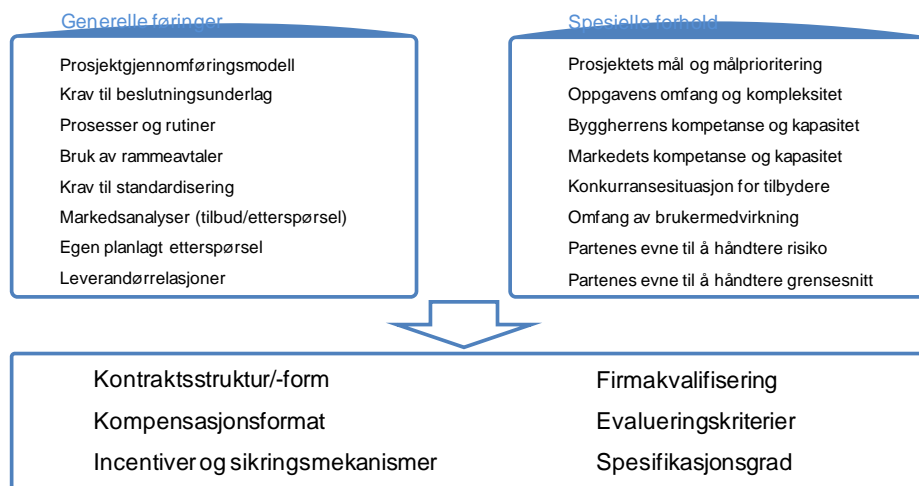 Generelle føringer
Prosjektgjennomføringsmodell
Krav til beslutningsunderlag
Prosesser og rutiner
Bruk av rammeavtaler
Krav til standardisering
Markedsanalyser (tilbud/etterspørsel)
Egen planlagt etterspørsel
Leverandørrelasjoner
Spesielle forhold
Prosjektets mål og målprioritering
Oppgavens omfang og kompleksitet
Byggherrens kompetanse og kapasitet
Markedets kompetanse og kapasitet
Konkurransesituasjon for tilbydere
Omfang av brukermedvirkning
Partenes evne til å håndtere risiko
Partenes evne til å håndtere grensesnitt
Kontraktsstruktur/-form
Kompensasjonsformat
Incentiver og sikringsmekanismer
Firmakvalifisering
Evalueringskriterier
Spesifikasjonsgrad